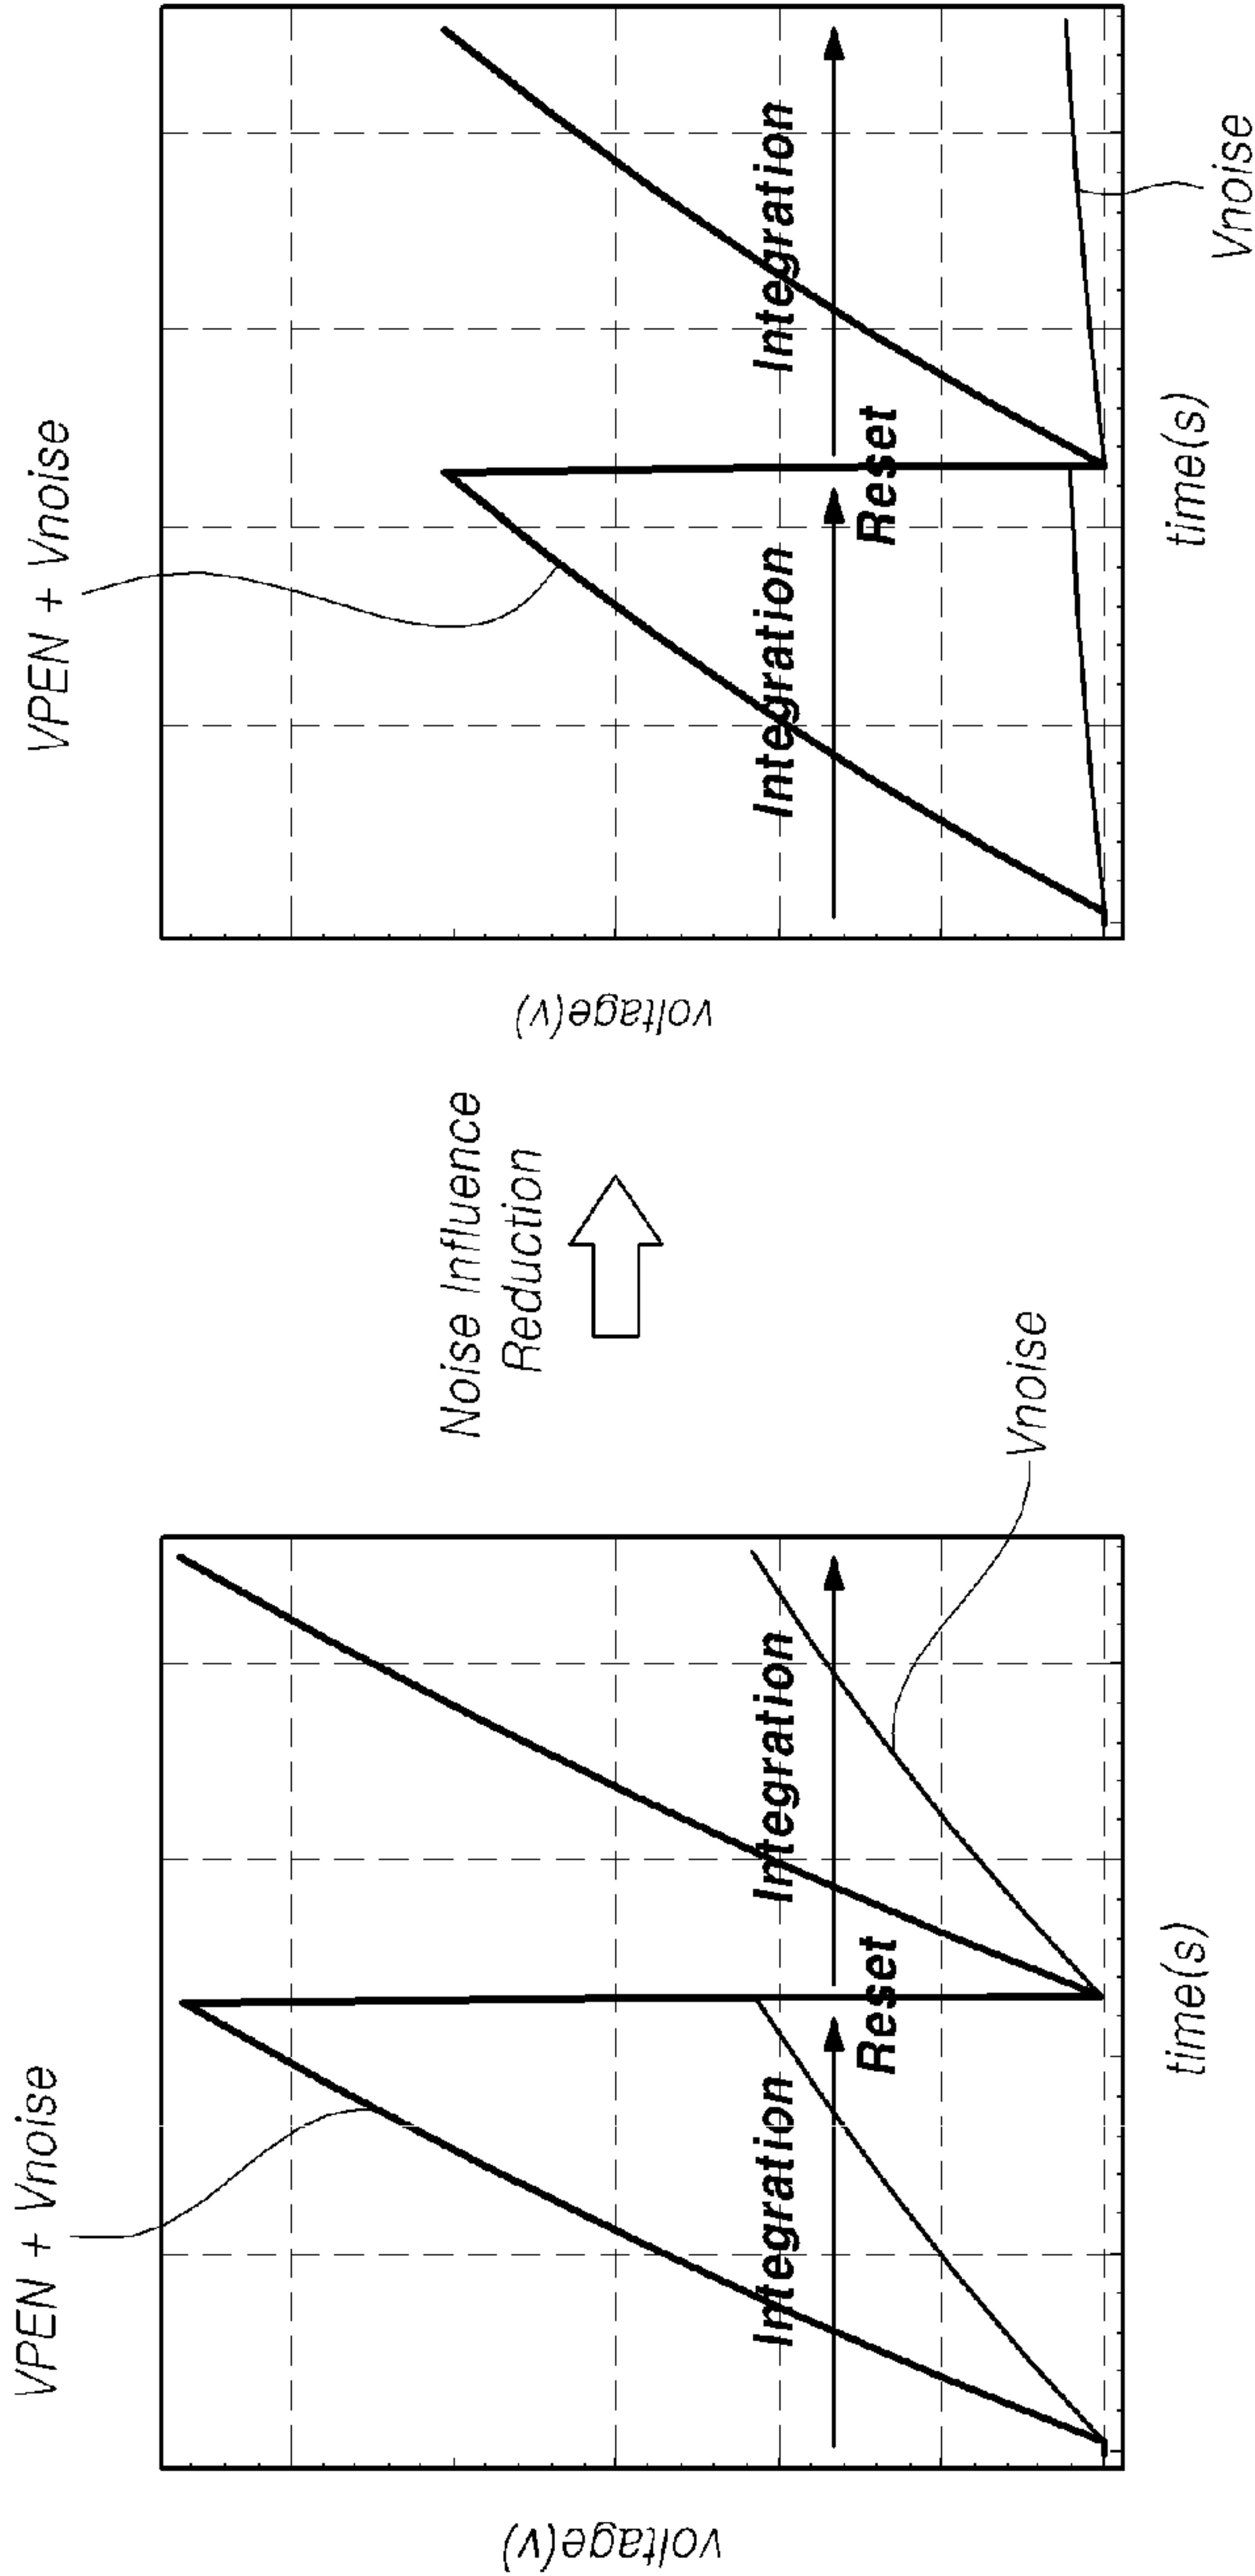 VPEN + Vnoise
voltage(v)
Integration
Reset
Integration
time(s)
Vnoise
Noise Influence
Reduction
VPEN + Vnoise
voltage(v)
Integration
Reset
Integration
time(s)
Vnoise